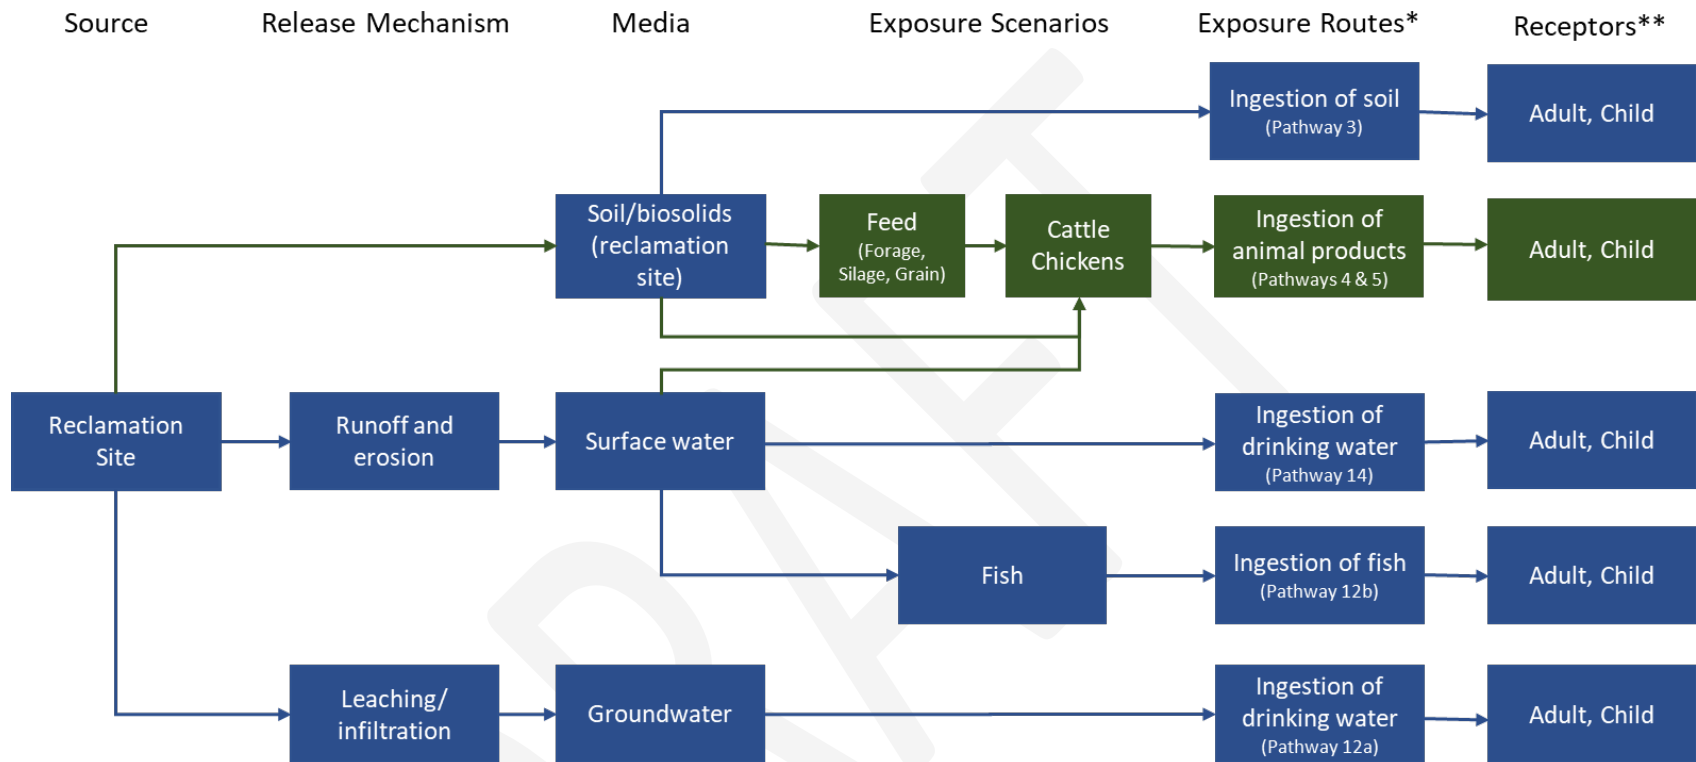 Source
Release Mechanism
Media
Exposure Scenarios
Exposure Routes*
Receptors**
Ingestion of soil
(Pathway 3)
Adult, Child
Soil/biosolids
(reclamation
site)
Feed
(Forage,
Silage, Grain)
Cattle
Chickens
Ingestion of
animal products
(Pathways 4 & 5)
Adult, Child
Reclamation
Site
Runoff and
erosion
Surface water
Ingestion of
drinking water
(Pathway 14)
Adult, Child
Fish
Ingestion of fish
(Pathway 12b)
Adult, Child
Leaching/
infiltration
Groundwater
Ingestion of
drinking water
(Pathway 12a)
Adult, Child
DRAFT